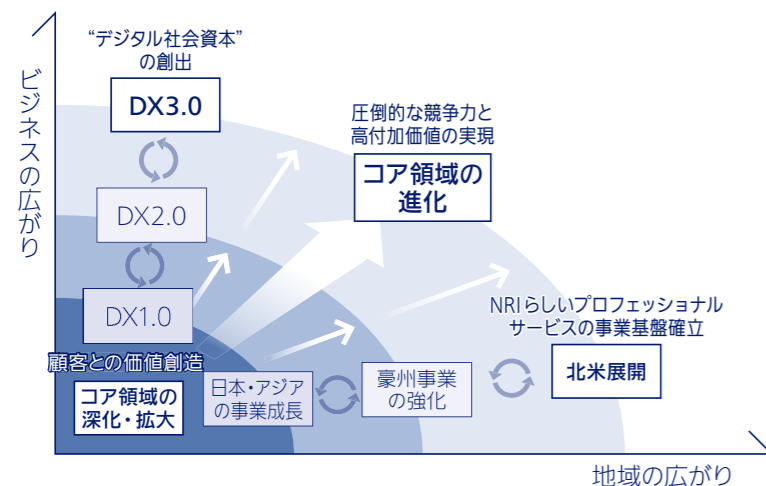 “デジタル社会資本”
の創出
DX3.0
DX2.0
DX1.0
ビジネスの広がり
圧倒的な競争力と
高付加価値の実現
コア領域の
進化
顧客との価値創造
コア領域の
深化・拡大
日本・アジア
の事業成長
豪州事業
の強化
NRIらしいプロフェッショナル
サービスの事業基盤確立
北米展開
地域の広がり